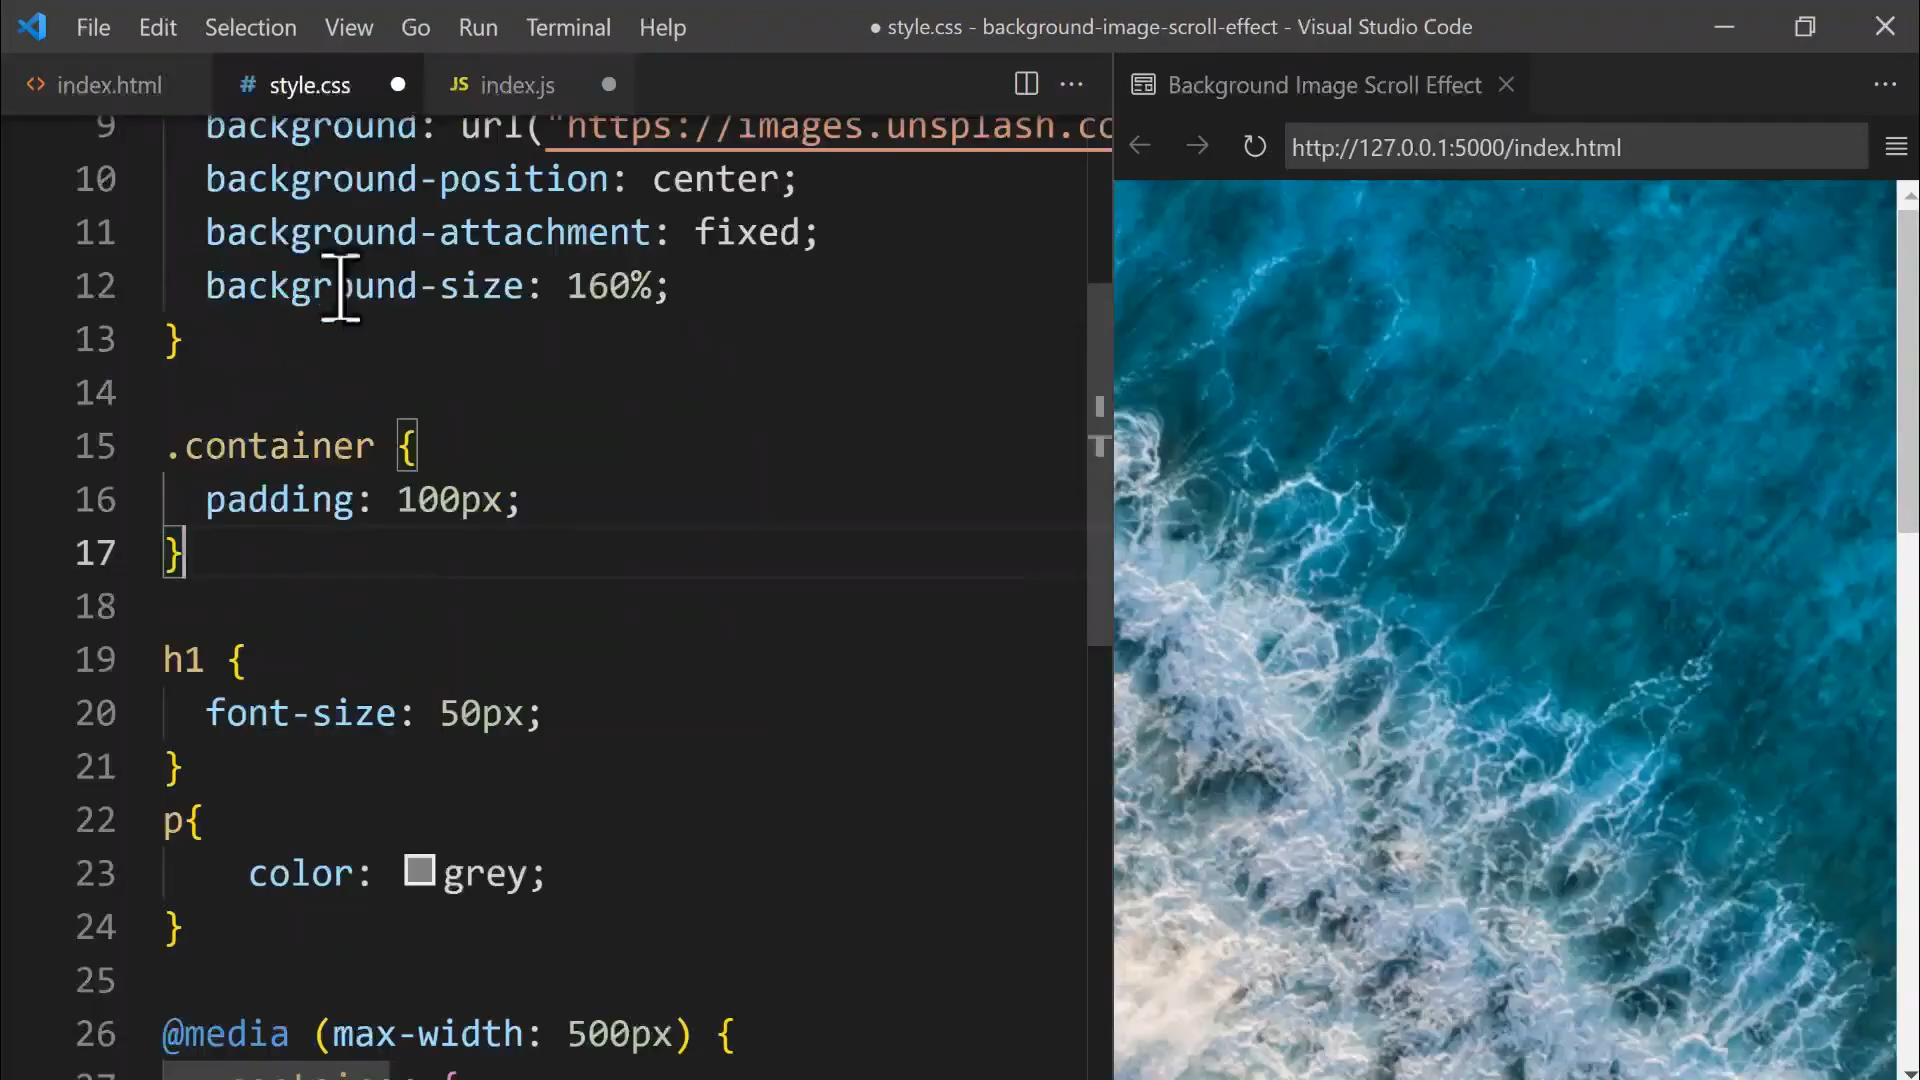 File Edit Selection View Go Run Terminal Help
● style.css - background-image-scroll-effect - Visual Studio Code
<> index.html # style.css ● JS index.js ●
Background Image Scroll Effect
http://127.0.0.1:5000/index.html
9 background: url("https://images.unsplash.cc
10 background-position: center;
11 background-attachment: fixed;
12 background-size: 160%;
13 }
14
15 .container {
16 padding: 100px;
17 }
18
19 h1 {
20 font-size: 50px;
21 }
22 p{
23 color: grey;
24 }
25
26 @media (max-width: 500px) {
27 .container {